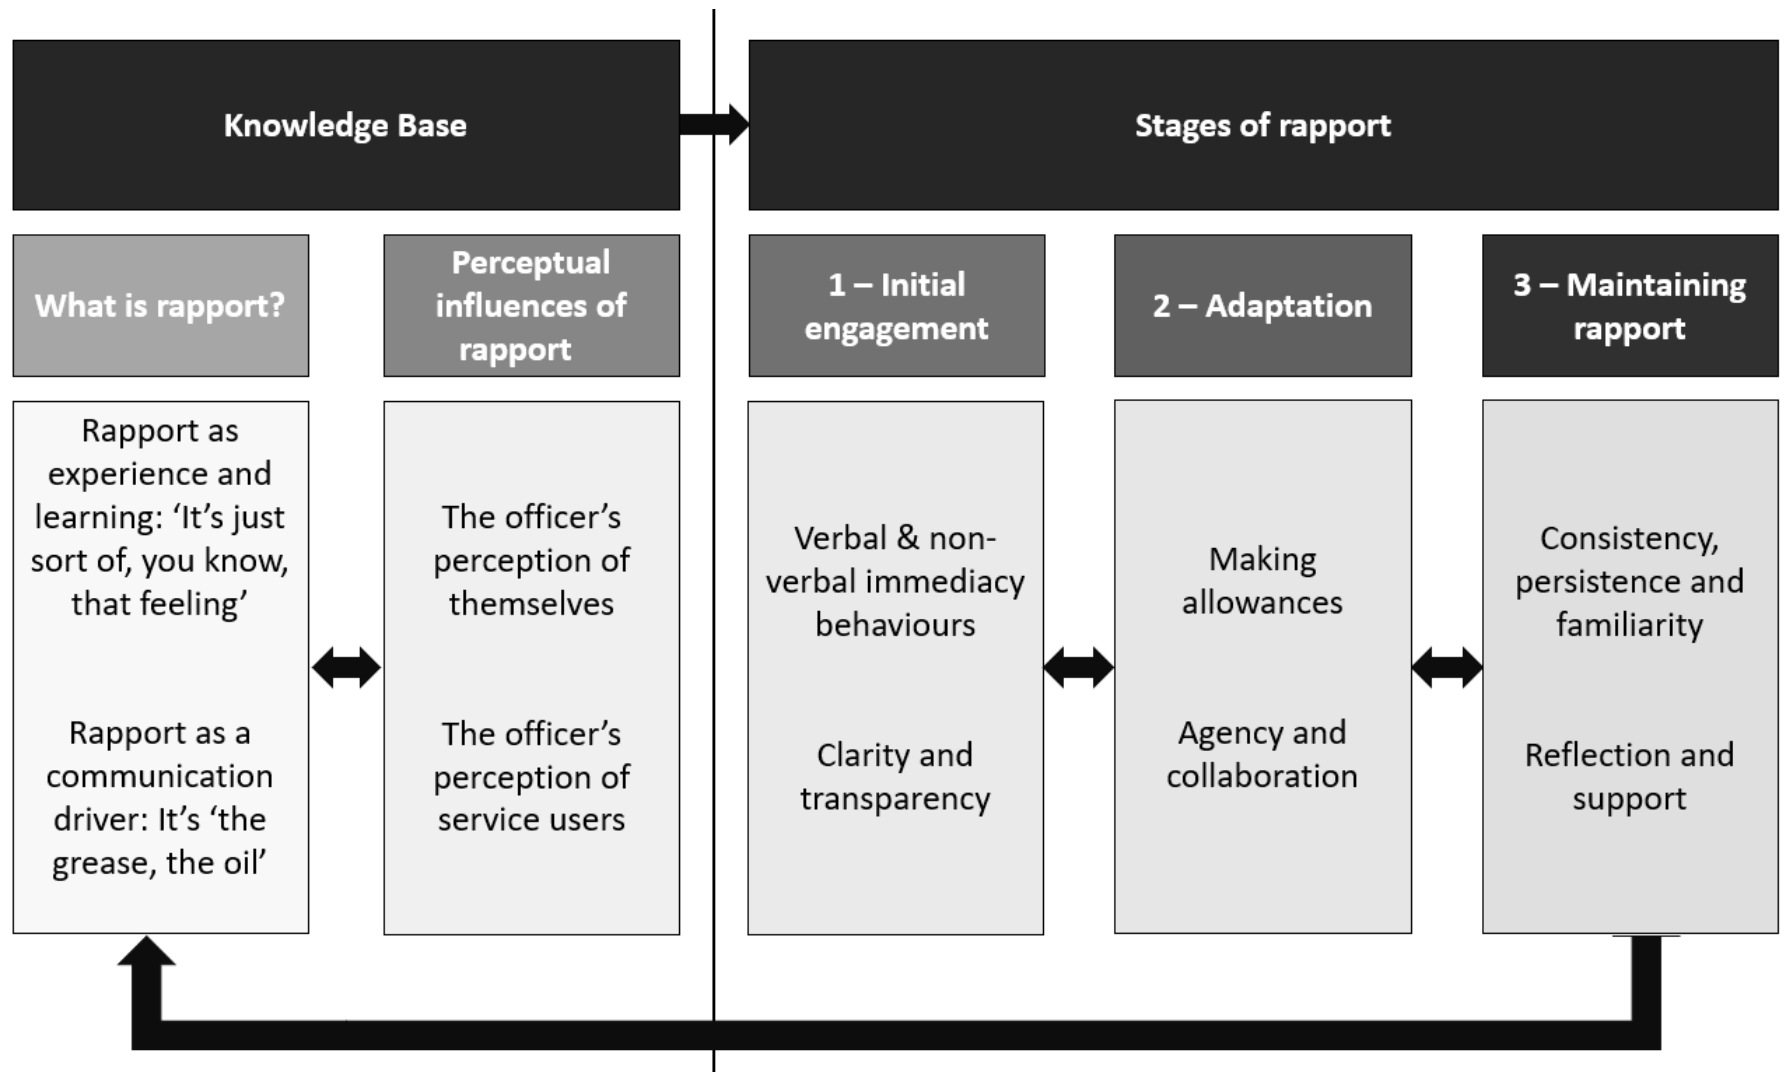 Knowledge Base
Stages of rapport
What is rapport?
Perceptual
influences of
rapport
1 – Initial
engagement
2 – Adaptation
3 – Maintaining
rapport
Rapport as
experience and
learning: ‘It’s just
sort of, you know,
that feeling’
Rapport as a
communication
driver: It’s ‘the
grease, the oil’
The officer’s
perception of
themselves
The officer’s
perception of
service users
Verbal & non-
verbal immediacy
behaviours
Clarity and
transparency
Making
allowances
Agency and
collaboration
Consistency,
persistence and
familiarity
Reflection and
support